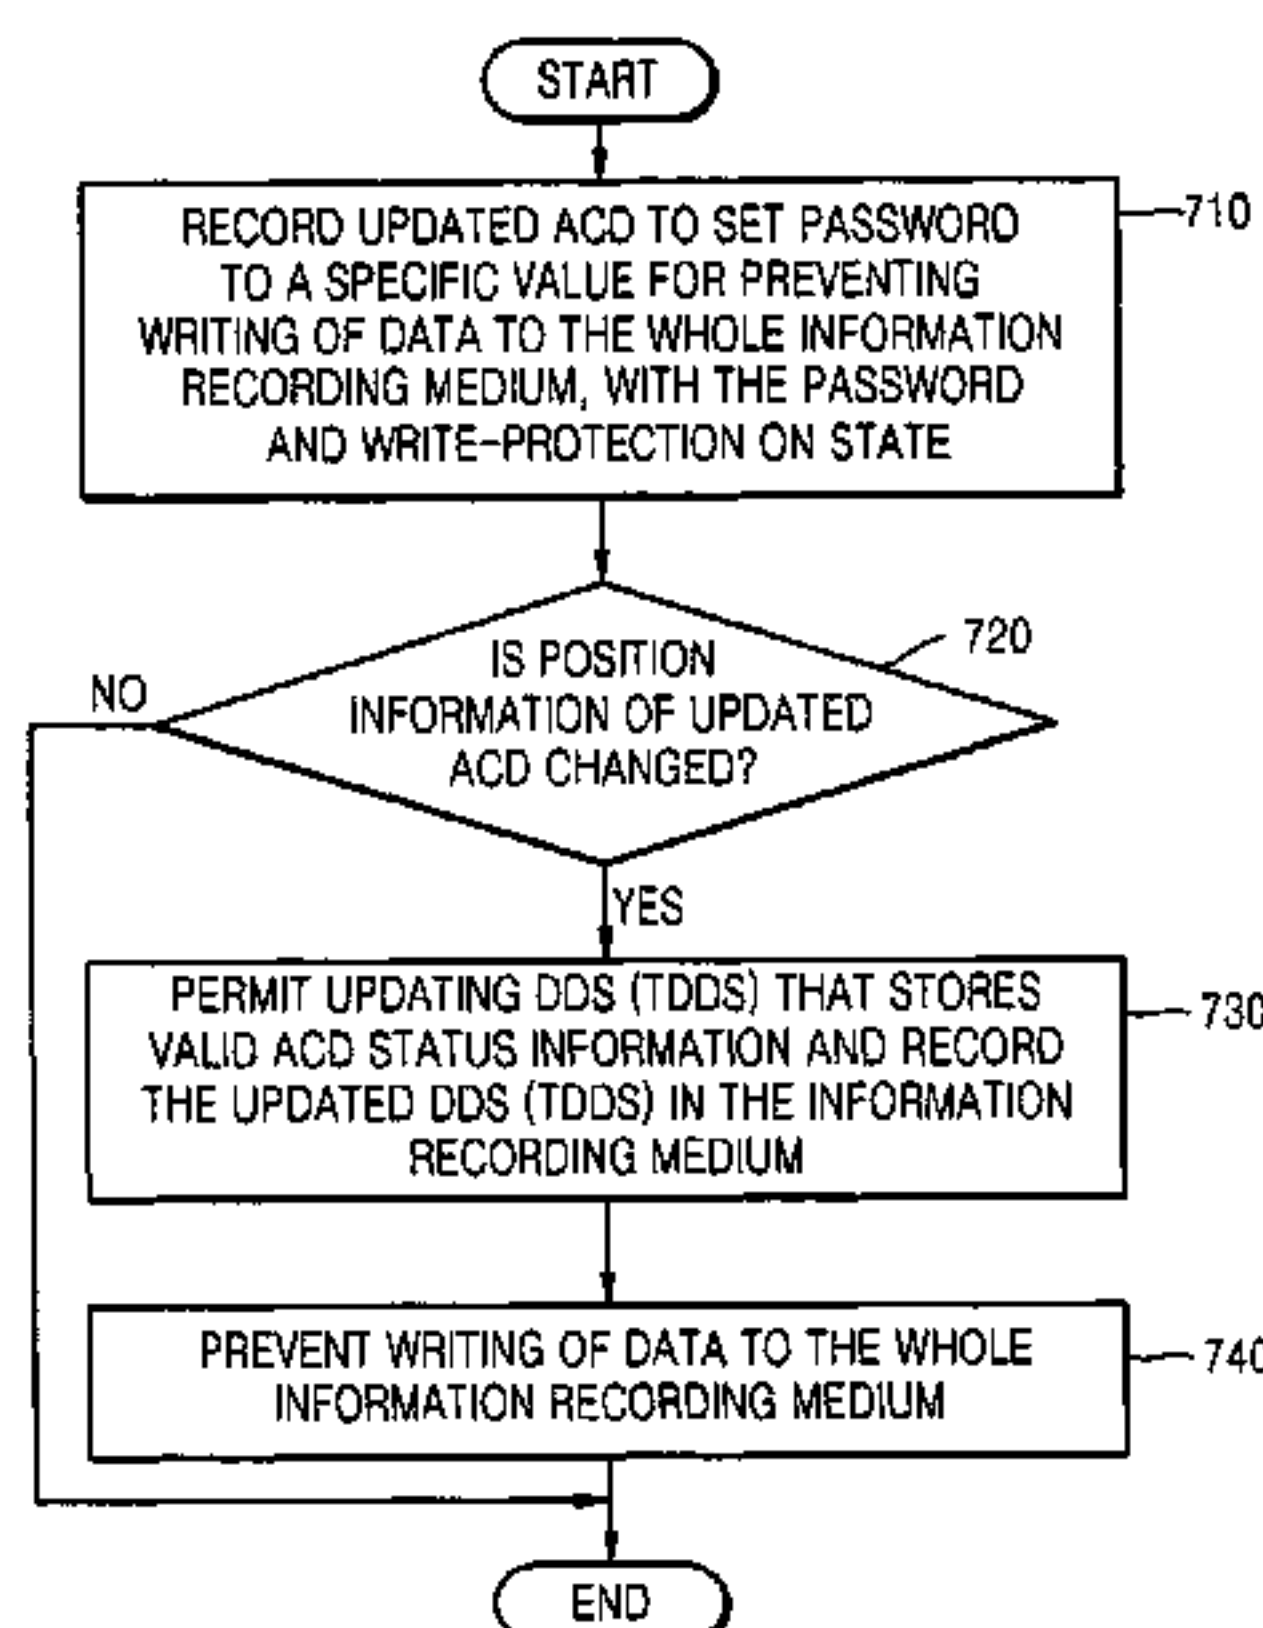 START
RECORD UPDATED ACD TO SET PASSWORD
TO A SPECIFIC VALUE FOR PREVENTING
WRITING OF DATA TO THE WHOLE INFORMATION
RECORDING MEDIUM, WITH THE PASSWORD
AND WRITE-PROTECTION ON STATE
710
IS POSITION
INFORMATION OF UPDATED
ACD CHANGED?
720
NO
YES
PERMIT UPDATING DDS (TDDS) THAT STORES
VALID ACD STATUS INFORMATION AND RECORD
THE UPDATED DDS (TDDS) IN THE INFORMATION
RECORDING MEDIUM
730
PREVENT WRITING OF DATA TO THE WHOLE
INFORMATION RECORDING MEDIUM
740
END